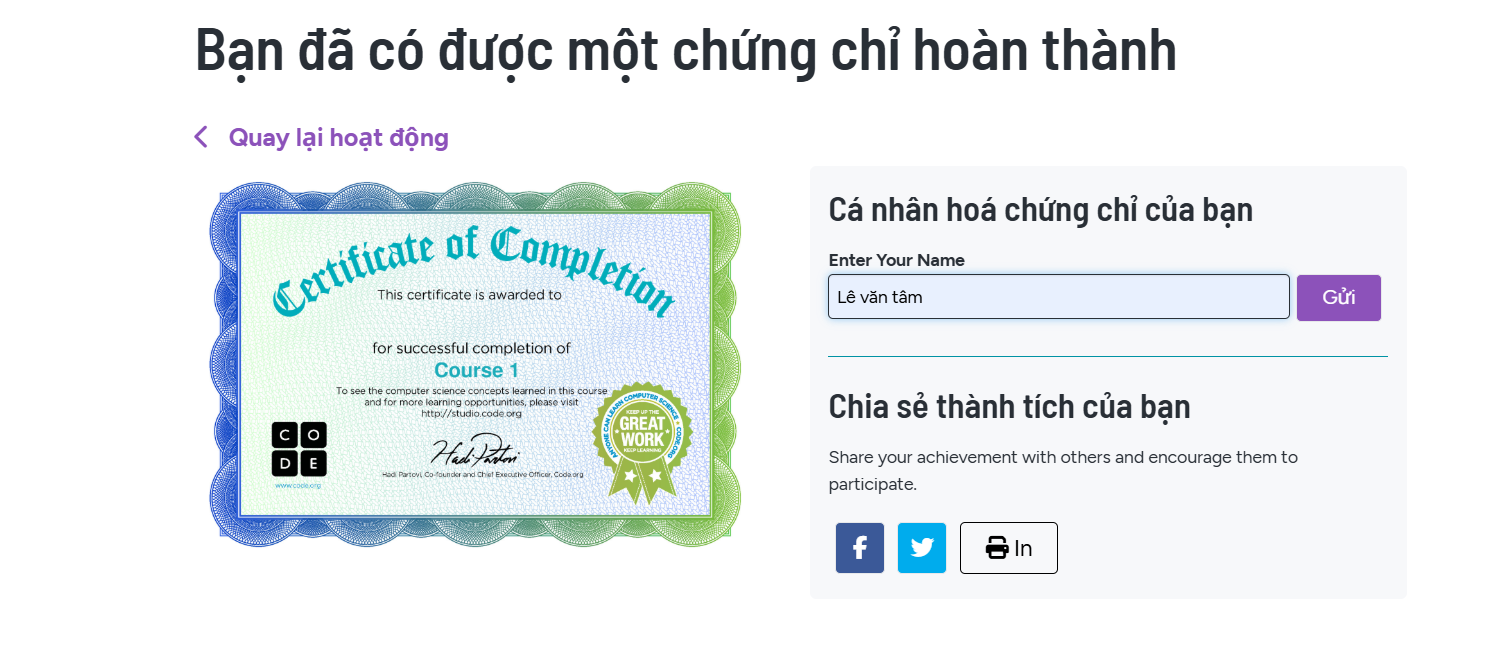 Bạn đã có được một chứng chỉ hoàn thành
Quay lại hoạt động
Certificate of Completion
This certificate is awarded to
for successful completion of
Course 1
To see the computer science concepts learned in this course
and for more learning opportunities, please visit
http://studio.code.org
C O
D E
www.code.org
Hadi Partovi
Hadi Partovi, Co-founder and Chief Executive Officer, Code.org
ANYONE CAN LEARN COMPUTER SCIENCE • CODE.ORG
KEEP UP THE
GREAT
WORK
KEEP LEARNING
Cá nhân hoá chứng chỉ của bạn
Enter Your Name
Lê văn tâm
Gửi
Chia sẻ thành tích của bạn
Share your achievement with others and encourage them to
participate.
In